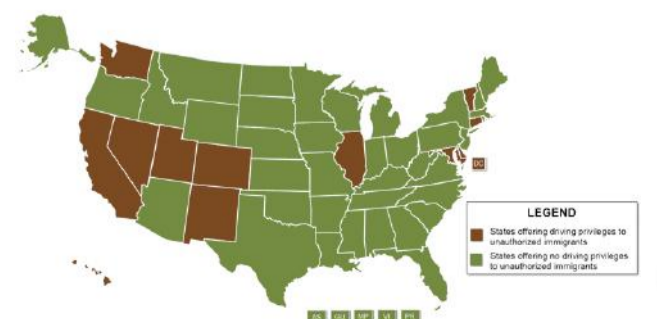 DC
LEGEND
States offering driving privileges to
unauthorized immigrants
States offering no driving privileges
to unauthorized immigrants
AS GU MP VI PR